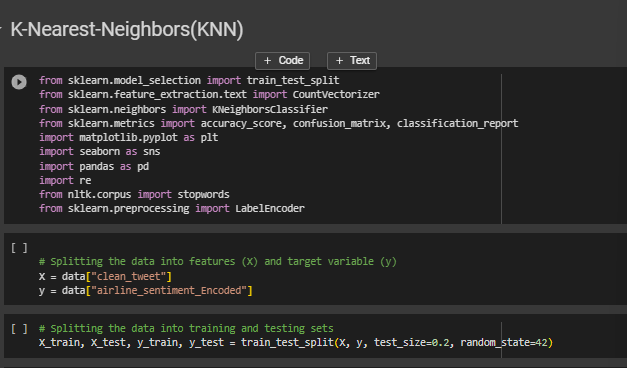 K-Nearest-Neighbors(KNN)
+ Code + Text
from sklearn.model_selection import train_test_split
from sklearn.feature_extraction.text import CountVectorizer
from sklearn.neighbors import KNeighborsClassifier
from sklearn.metrics import accuracy_score, confusion_matrix, classification_report
import matplotlib.pyplot as plt
import seaborn as sns
import pandas as pd
import re
from nltk.corpus import stopwords
from sklearn.preprocessing import LabelEncoder
[ ]
# Splitting the data into features (X) and target variable (y)
X = data["clean_tweet"]
y = data["airline_sentiment_Encoded"]
[ ] # Splitting the data into training and testing sets
X_train, X_test, y_train, y_test = train_test_split(X, y, test_size=0.2, random_state=42)